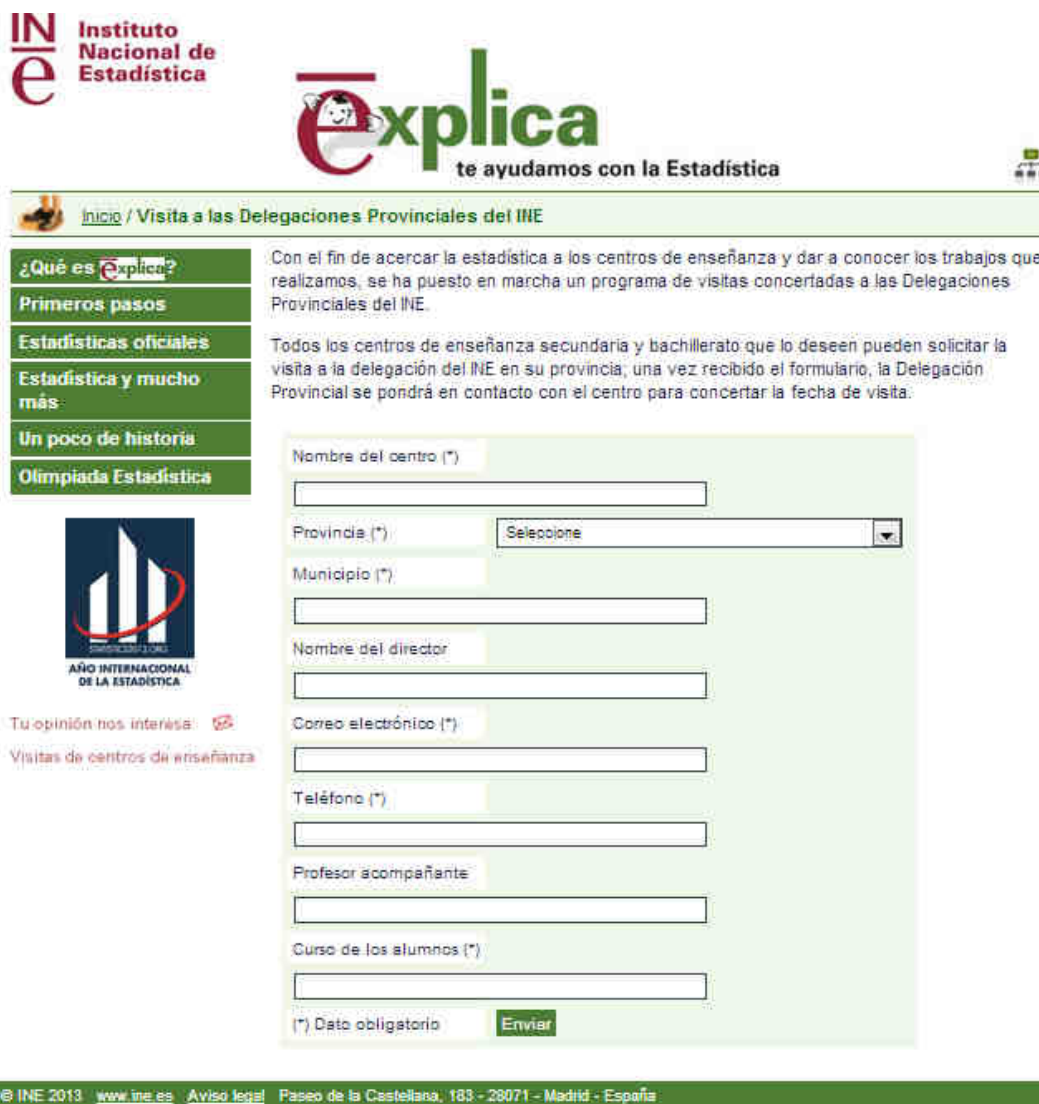 INe
Instituto
Nacional de
Estadística
explica
te ayudamos con la Estadística
Inicio / Visita a las Delegaciones Provinciales del INE
¿Qué es explica?
Primeros pasos
Estadísticas oficiales
Estadística y mucho
más
Un poco de historia
Olimpiada Estadística
AÑO INTERNACIONAL
DE LA ESTADÍSTICA
Tu opinión nos interesa
Visitas de centros de enseñanza
Con el fin de acercar la estadística a los centros de enseñanza y dar a conocer los trabajos que
realizamos, se ha puesto en marcha un programa de visitas concertadas a las Delegaciones
Provinciales del INE.
Todos los centros de enseñanza secundaria y bachillerato que lo deseen pueden solicitar la
visita a la delegación del INE en su provincia; una vez recibido el formulario, la Delegación
Provincial se pondrá en contacto con el centro para concertar la fecha de visita.
Nombre del centro (*)
Provincia (*) Seleccione
Municipio (*)
Nombre del director
Correo electrónico (*)
Teléfono (*)
Profesor acompañante
Curso de los alumnos (*)
(*) Dato obligatorio Enviar
© INE 2013 www.ine.es Aviso legal Paseo de la Castellana, 183 - 28071 - Madrid - España